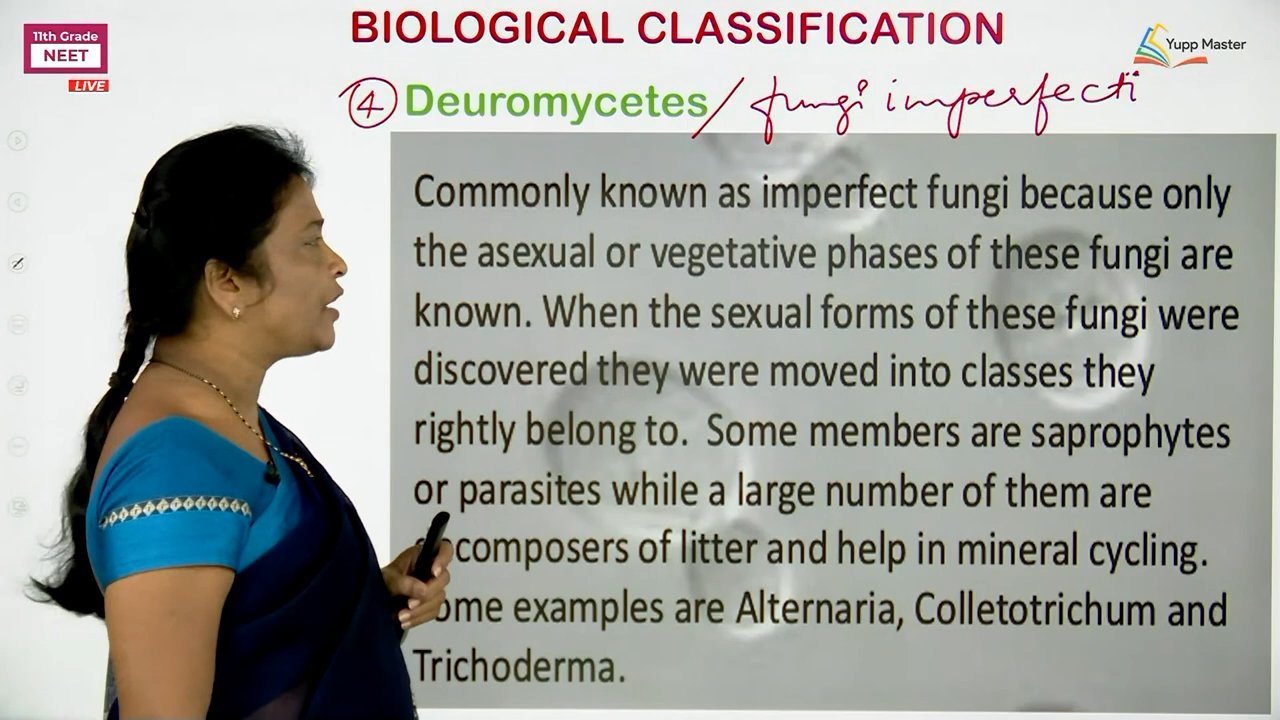 11th Grade
NEET
LIVE
BIOLOGICAL CLASSIFICATION
Yupp Master
④ Deuromycetes / fungi imperfecti
Commonly known as imperfect fungi because only
the asexual or vegetative phases of these fungi are
known. When the sexual forms of these fungi were
discovered they were moved into classes they
rightly belong to. Some members are saprophytes
or parasites while a large number of them are
composers of litter and help in mineral cycling.
ome examples are Alternaria, Colletotrichum and
Trichoderma.